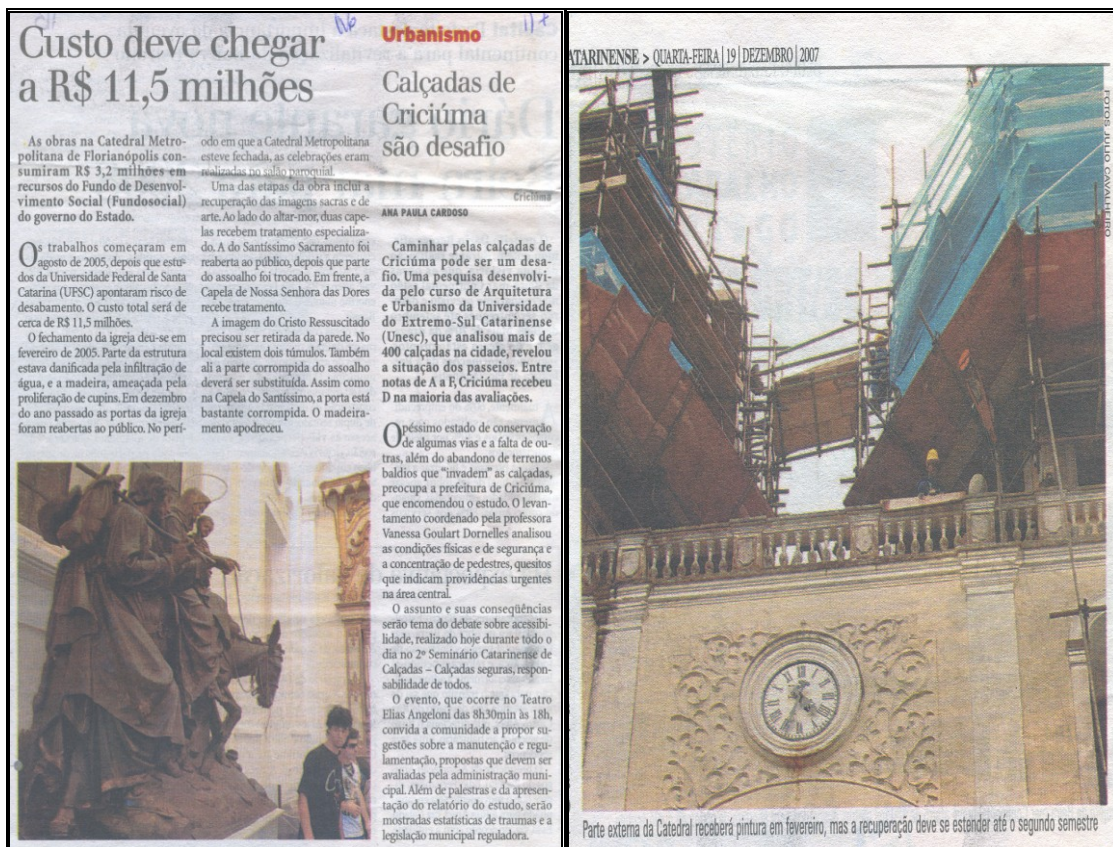 Custo deve chegar
a R$ 11,5 milhões
As obras na Catedral Metro-
politana de Florianópolis con-
sumiram R$ 3,2 milhões em
recursos do Fundo de Desenvol-
vimento Social (Fundosocial)
do governo do Estado.
Os trabalhos começaram em
agosto de 2005, depois que estu-
dos da Universidade Federal de Santa
Catarina (UFSC) apontaram risco de
desabamento. O custo total será de
cerca de R$ 11,5 milhões.
O fechamento da igreja deu-se em
fevereiro de 2005. Parte da estrutura
estava danificada pela infiltração de
água, e a madeira, ameaçada pela
proliferação de cupins. Em dezembro
do ano passado as portas da igreja
foram reabertas ao público. No perí-
odo em que a Catedral Metropolitana
esteve fechada, as celebrações eram
realizadas no salão paroquial.
Uma das etapas da obra inclui a
recuperação das imagens sacras e de
arte. Ao lado do altar-mor, duas cape-
las recebem tratamento especializa-
do. A do Santíssimo Sacramento foi
reaberta ao público, depois que parte
do assoalho foi trocado. Em frente, a
Capela de Nossa Senhora das Dores
recebe tratamento.
A imagem do Cristo Ressuscitado
precisou ser retirada da parede. No
local existem dois túmulos. Também
ali a parte corrompida do assoalho
deverá ser substituída. Assim como
na Capela do Santíssimo, a porta está
bastante corrompida. O madeira-
mento apodreceu.
Urbanismo
Calçadas de
Criciúma
são desafio
Criciúma
ANA PAULA CARDOSO
Caminhar pelas calçadas de
Criciúma pode ser um desa-
fio. Uma pesquisa desenvolvi-
da pelo curso de Arquitetura
e Urbanismo da Universidade
do Extremo-Sul Catarinense
(Unesc), que analisou mais de
400 calçadas na cidade, revelou
a situação dos passeios. Entre
notas de A a F, Criciúma recebeu
D na maioria das avaliações.
O péssimo estado de conservação
de algumas vias e a falta de ou-
tras, além do abandono de terrenos
baldios que “invadem” as calçadas,
preocupa a prefeitura de Criciúma,
que encomendou o estudo. O levan-
tamento coordenado pela professora
Vanessa Goulart Dornelles analisou
as condições físicas e de segurança e
a concentração de pedestres, quesitos
que indicam providências urgentes
na área central.
O assunto e suas conseqüências
serão tema do debate sobre acessibi-
lidade, realizado hoje durante todo o
dia no 2º Seminário Catarinense de
Calçadas – Calçadas seguras, respon-
sabilidade de todos.
O evento, que ocorre no Teatro
Elias Angeloni das 8h30min às 18h,
convida a comunidade a propor su-
gestões sobre a manutenção e regu-
lamentação, propostas que devem ser
avaliadas pela administração muni-
cipal. Além de palestras e da apresen-
tação do relatório do estudo, serão
mostradas estatísticas de traumas e a
legislação municipal reguladora.
ATARINENSE > QUARTA-FEIRA | 19 | DEZEMBRO | 2007
FOTOS JULIO CAVALHEIRO
Parte externa da Catedral receberá pintura em fevereiro, mas a recuperação deve se estender até o segundo semestre